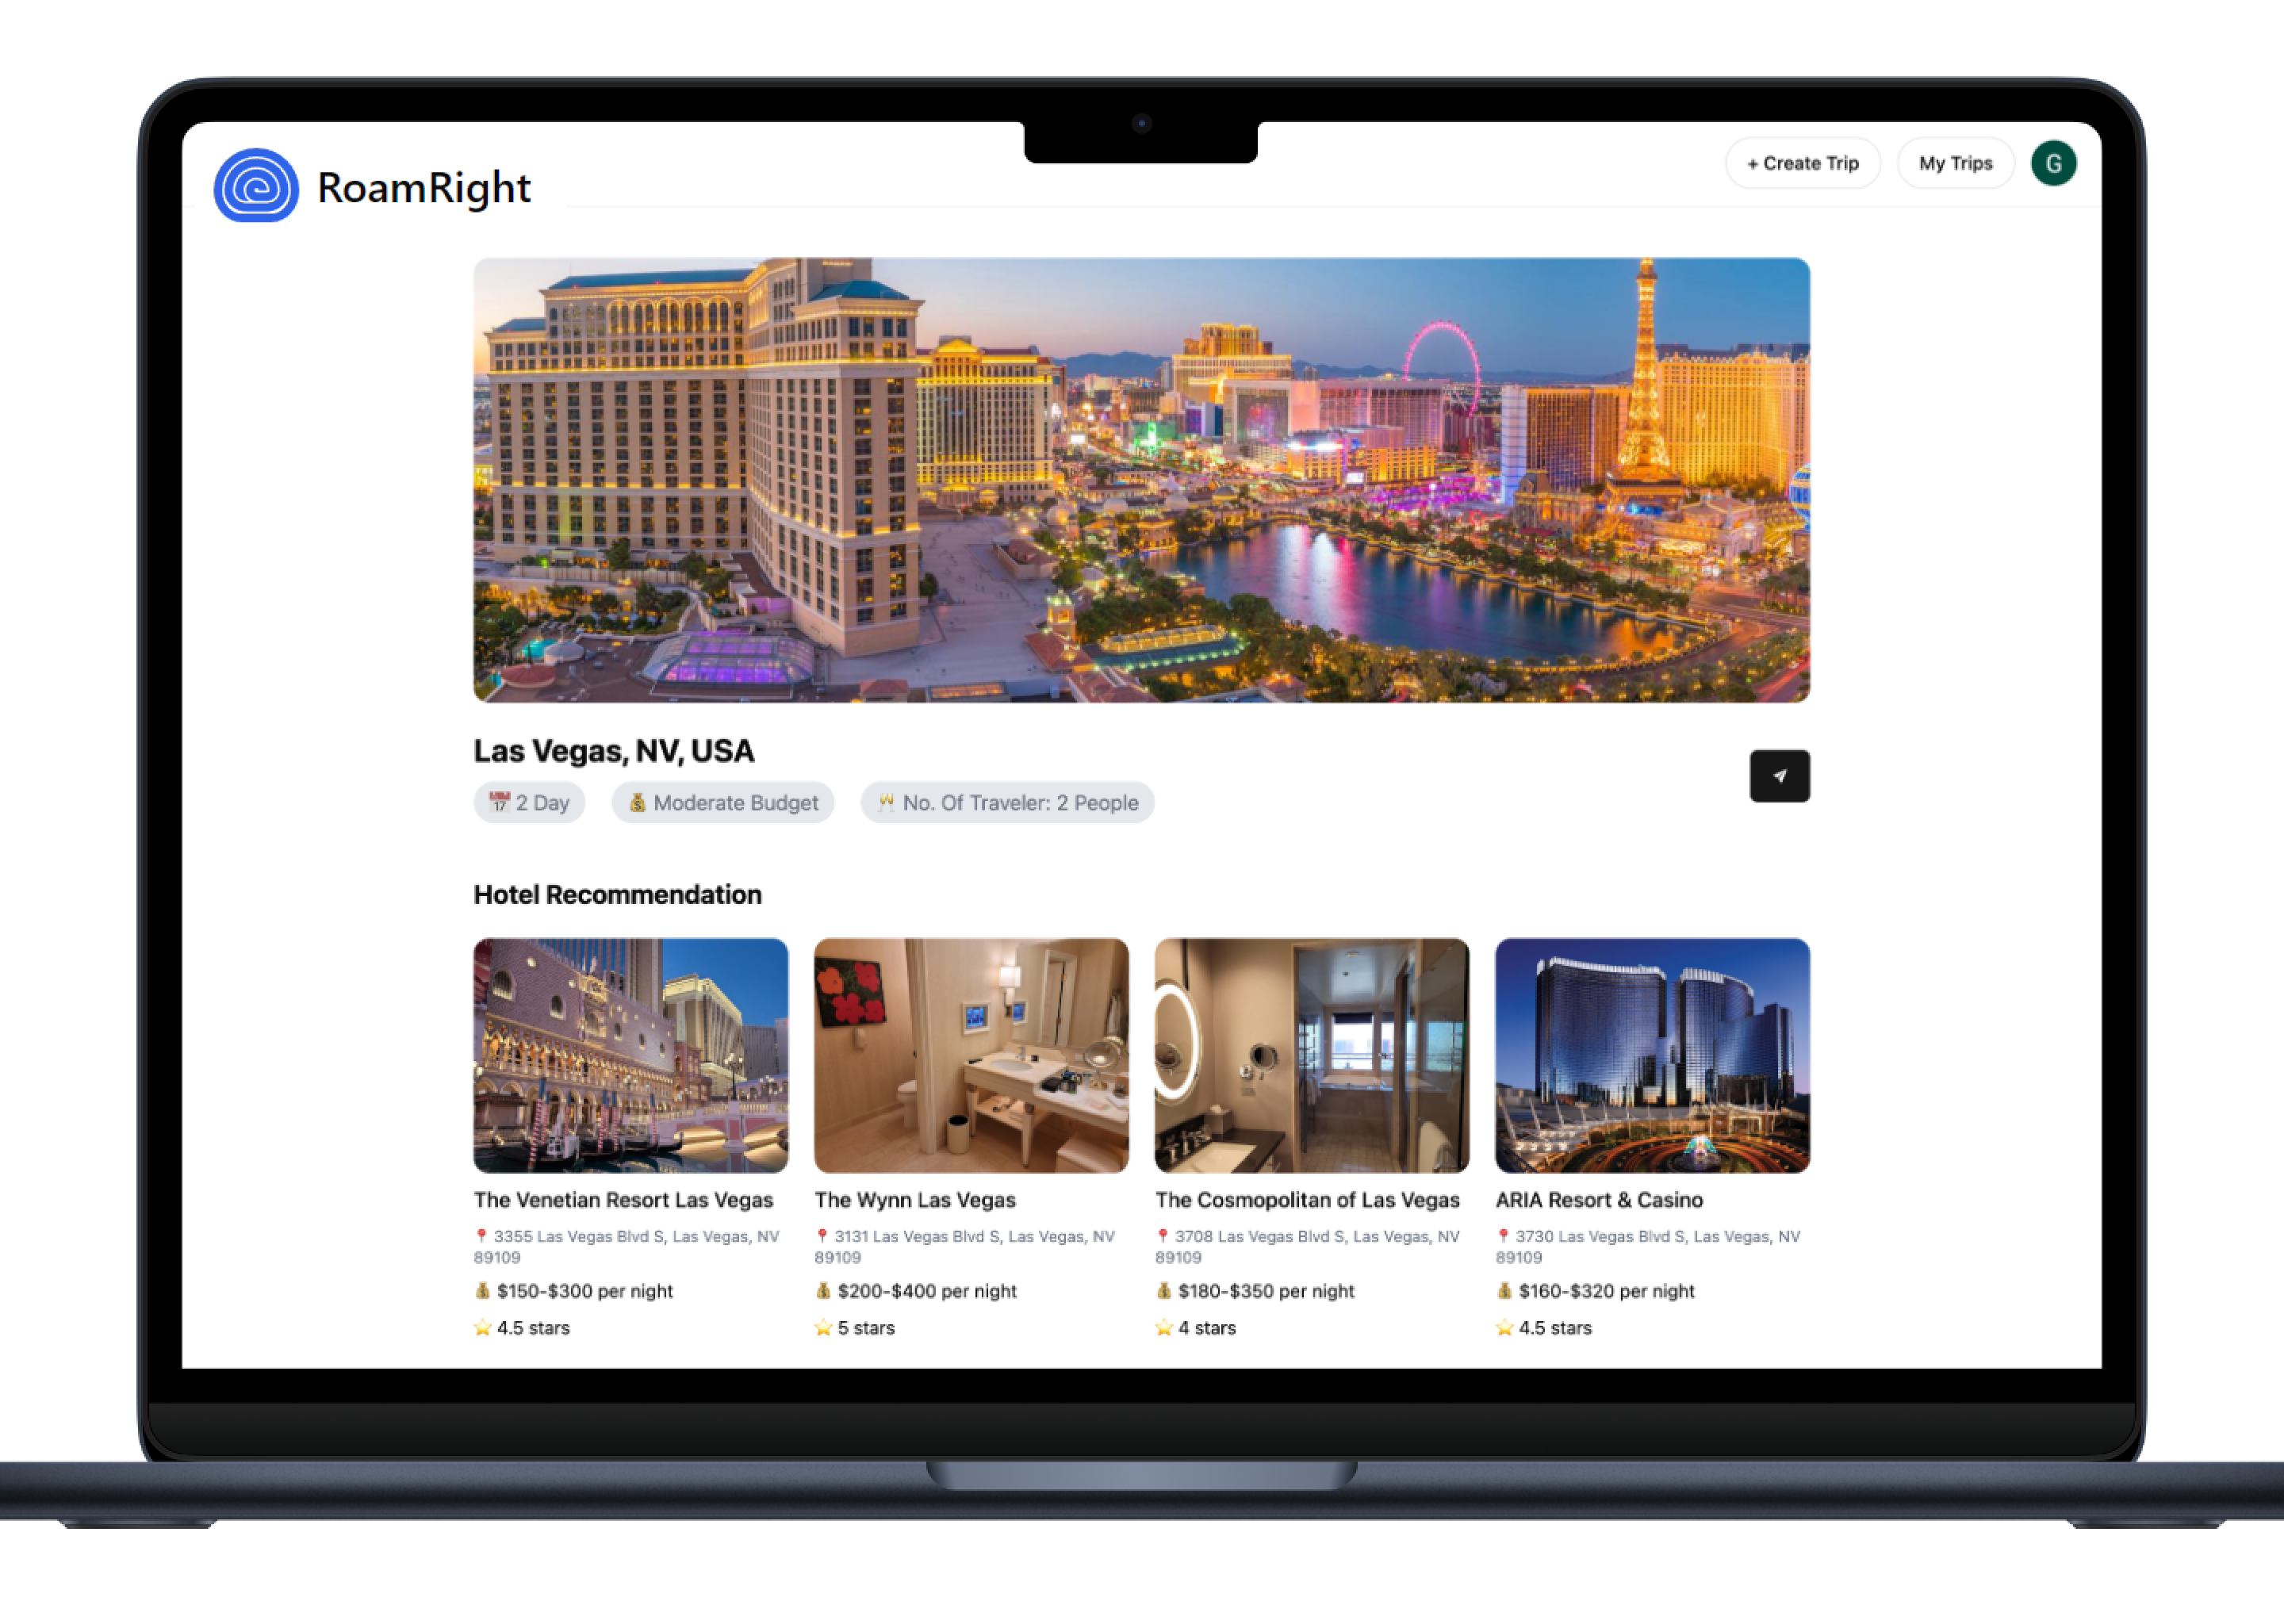 RoamRight
+ Create Trip
My Trips
G
Las Vegas, NV, USA
17 2 Day
Moderate Budget
No. Of Traveler: 2 People
Hotel Recommendation
The Venetian Resort Las Vegas
3355 Las Vegas Blvd S, Las Vegas, NV
89109
$150-$300 per night
4.5 stars
The Wynn Las Vegas
3131 Las Vegas Blvd S, Las Vegas, NV
89109
$200-$400 per night
5 stars
The Cosmopolitan of Las Vegas
3708 Las Vegas Blvd S, Las Vegas, NV
89109
$180-$350 per night
4 stars
ARIA Resort & Casino
3730 Las Vegas Blvd S, Las Vegas, NV
89109
$160-$320 per night
4.5 stars